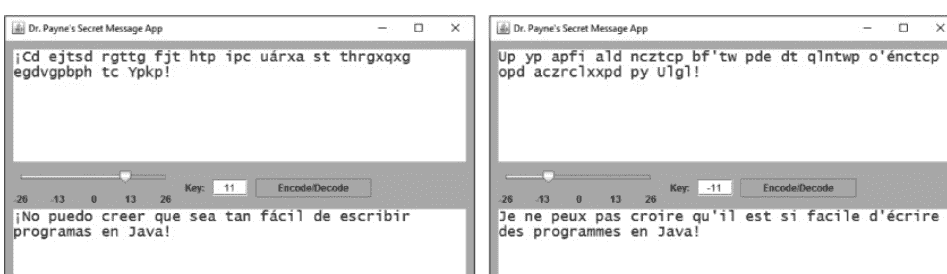 Dr. Payne's Secret Message App
¡Cd ejtsd rgttg fjt htp ipc uárxa st thrgxqxg
egdvgpbph tc Ypkp!
-26 -13 0 13 26
Key: 11 Encode/Decode
¡No puedo creer que sea tan fácil de escribir
programas en Java!
Dr. Payne's Secret Message App
Up yp apfi ald ncztcp bf'tw pde dt qlntwp o'énctcp
opd aczrclxxpd py Ulgl!
-26 -13 0 13 26
Key: -11 Encode/Decode
Je ne peux pas croire qu'il est si facile d'écrire
des programmes en Java!